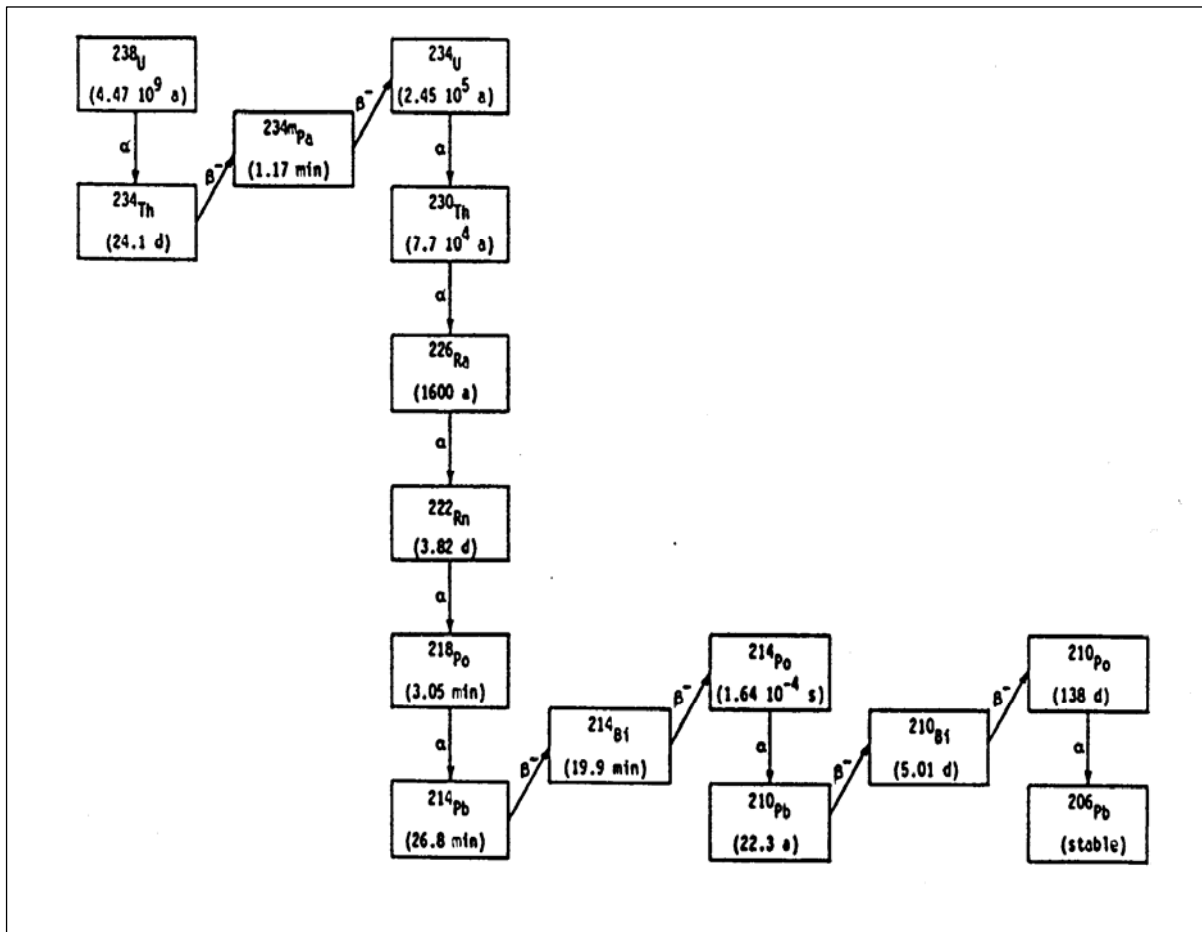 238U
(4.47 10^9 a)
α
234Th
(24.1 d)
β-
234mPa
(1.17 min)
β-
234U
(2.45 10^5 a)
α
230Th
(7.7 10^4 a)
α
226Ra
(1600 a)
α
222Rn
(3.82 d)
α
218Po
(3.05 min)
α
214Pb
(26.8 min)
β-
214Bi
(19.9 min)
β-
214Po
(1.64 10^-4 s)
α
210Pb
(22.3 a)
β-
210Bi
(5.01 d)
β-
210Po
(138 d)
α
206Pb
(stable)